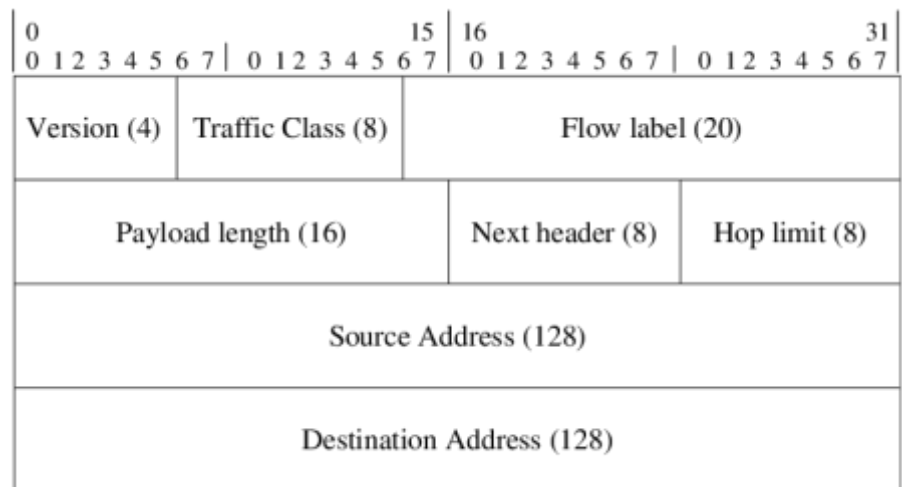 0 15 16 31
0 1 2 3 4 5 6 7 0 1 2 3 4 5 6 7 0 1 2 3 4 5 6 7 0 1 2 3 4 5 6 7
Version (4) Traffic Class (8) Flow label (20)
Payload length (16) Next header (8) Hop limit (8)
Source Address (128)
Destination Address (128)